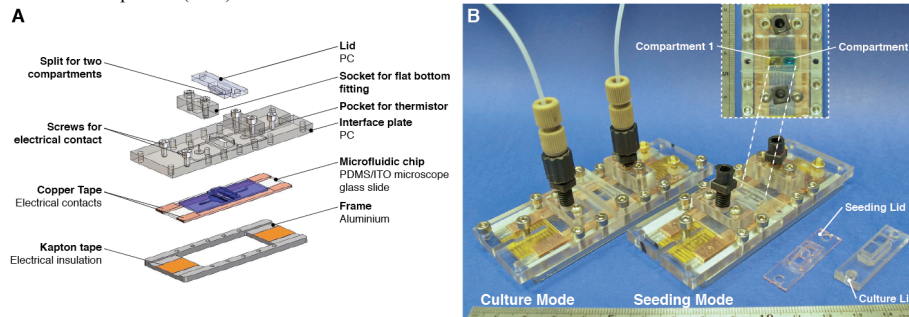 A
Lid
PC
Split for two
compartments
Socket for flat bottom
fitting
Pocket for thermistor
Interface plate
PC
Screws for
electrical contact
Microfluidic chip
PDMS/ITO microscope
glass slide
Copper Tape
Electrical contacts
Frame
Aluminium
Kapton tape
Electrical insulation
B
Compartment 1
Compartment
Seeding Lid
Culture Li
Culture Mode
Seeding Mode